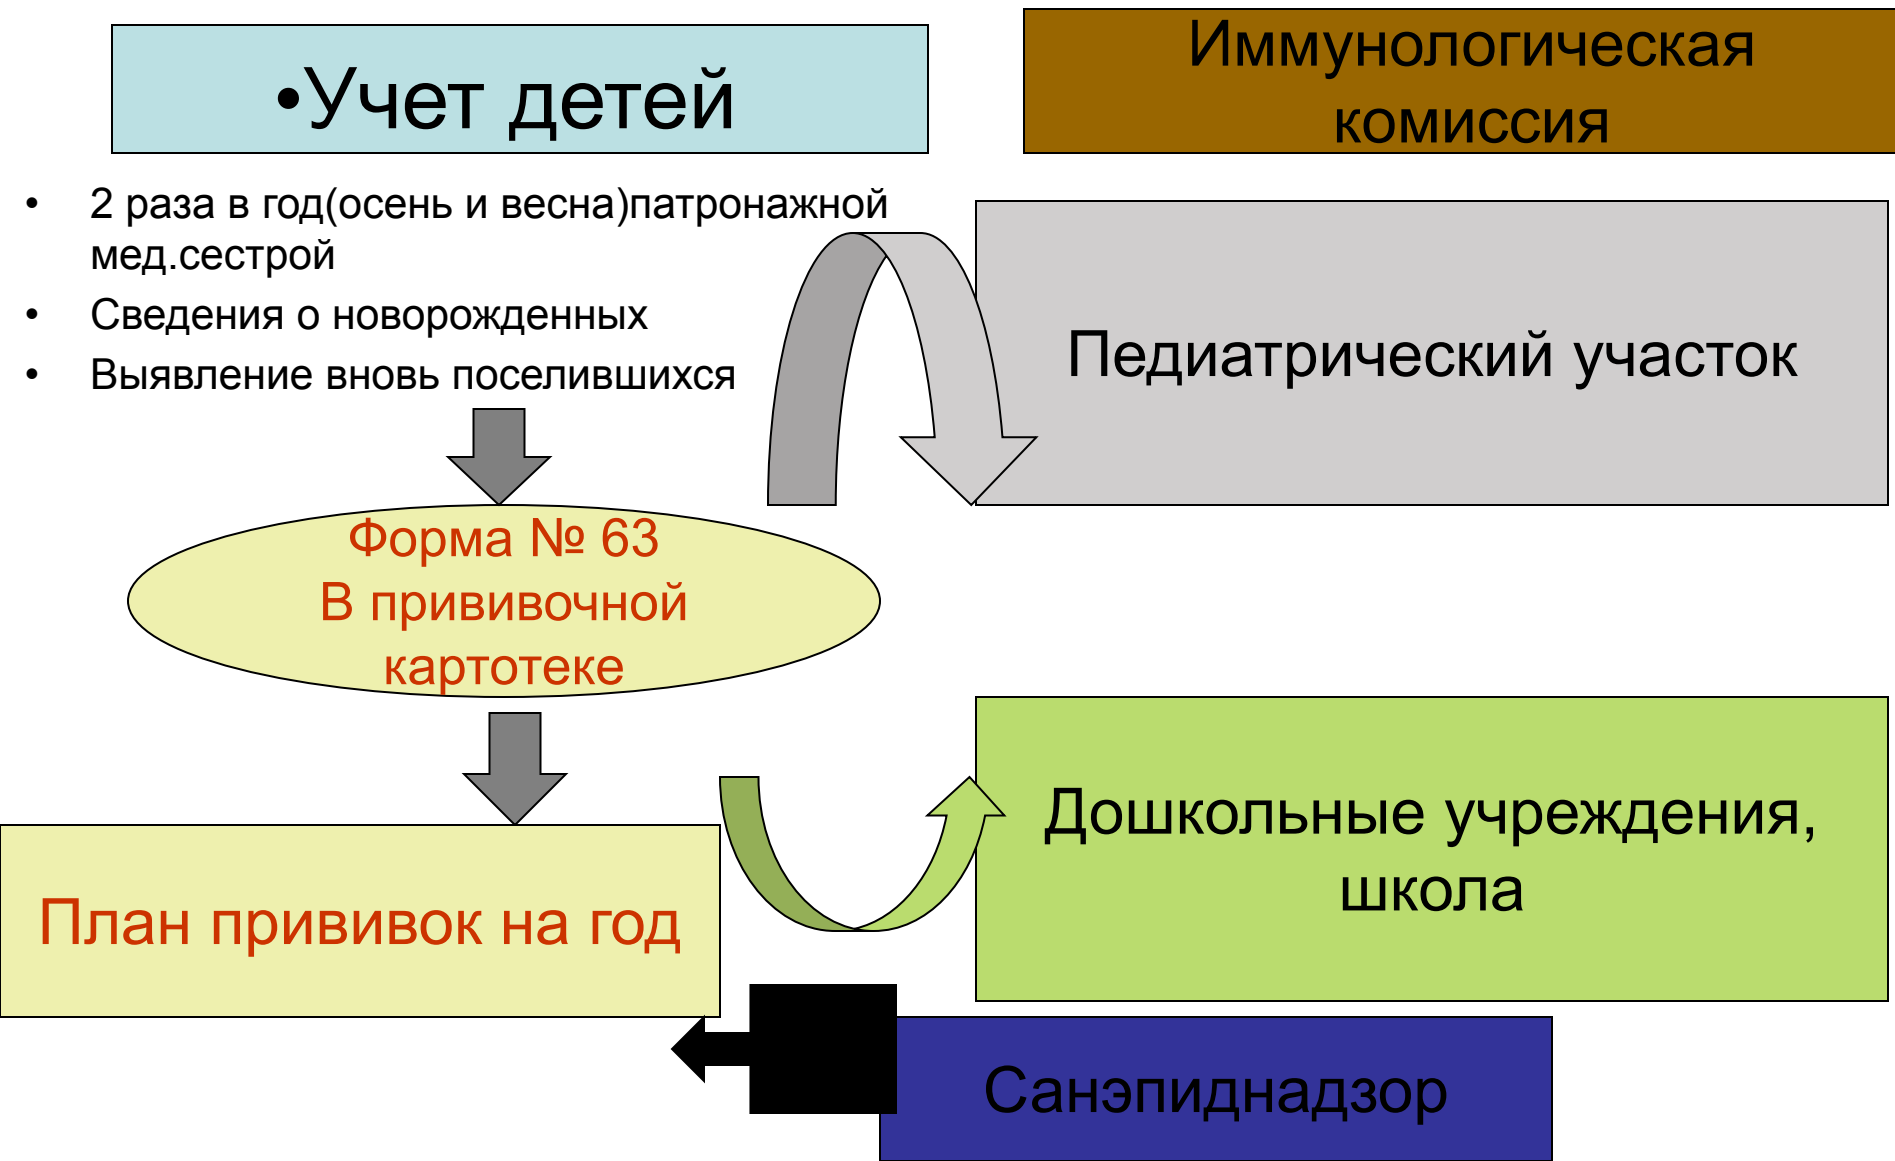 •Учет детей
Иммунологическая
комиссия
• 2 раза в год(осень и весна)патронажной
мед.сестрой
• Сведения о новорожденных
• Выявление вновь поселившихся
Педиатрический участок
Форма № 63
В прививочной
картотеке
Дошкольные учреждения,
школа
План прививок на год
Санэпиднадзор